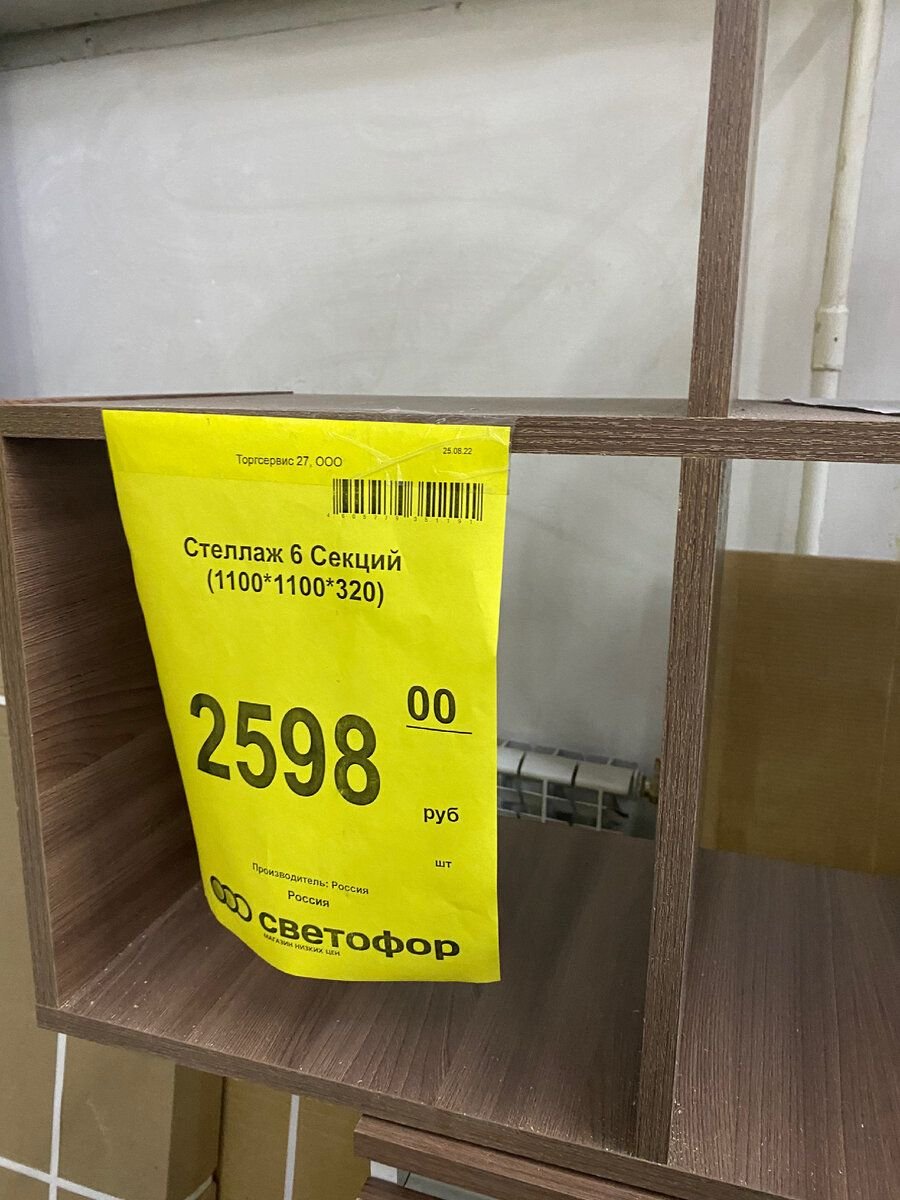 Торгсервис 27, ООО
25.08.22
Стеллаж 6 Секций
(1100*1100*320)
2598
00
руб
шт
Производитель: Россия
Россия
светофор
МАГАЗИН НИЗКИХ ЦЕН